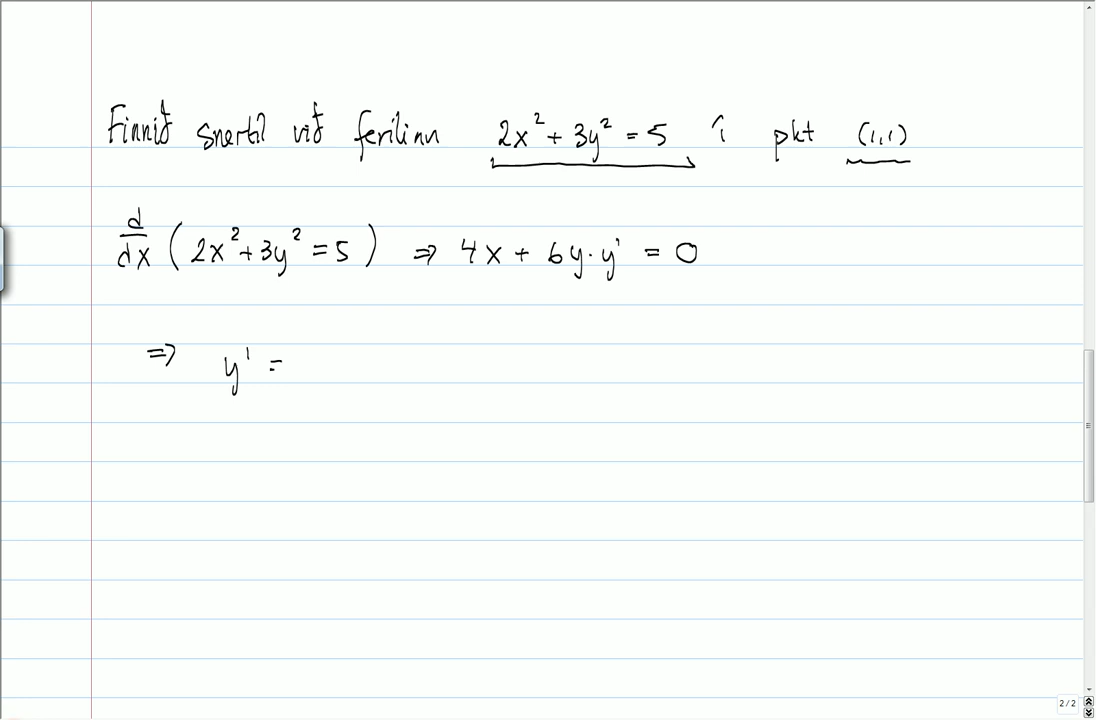 Finnið snertil við ferilinn 2x² + 3y² = 5 í pkt (1,1)
d/dx (2x² + 3y² = 5) ⇒ 4x + 6y · y' = 0
⇒ y' =
2/2